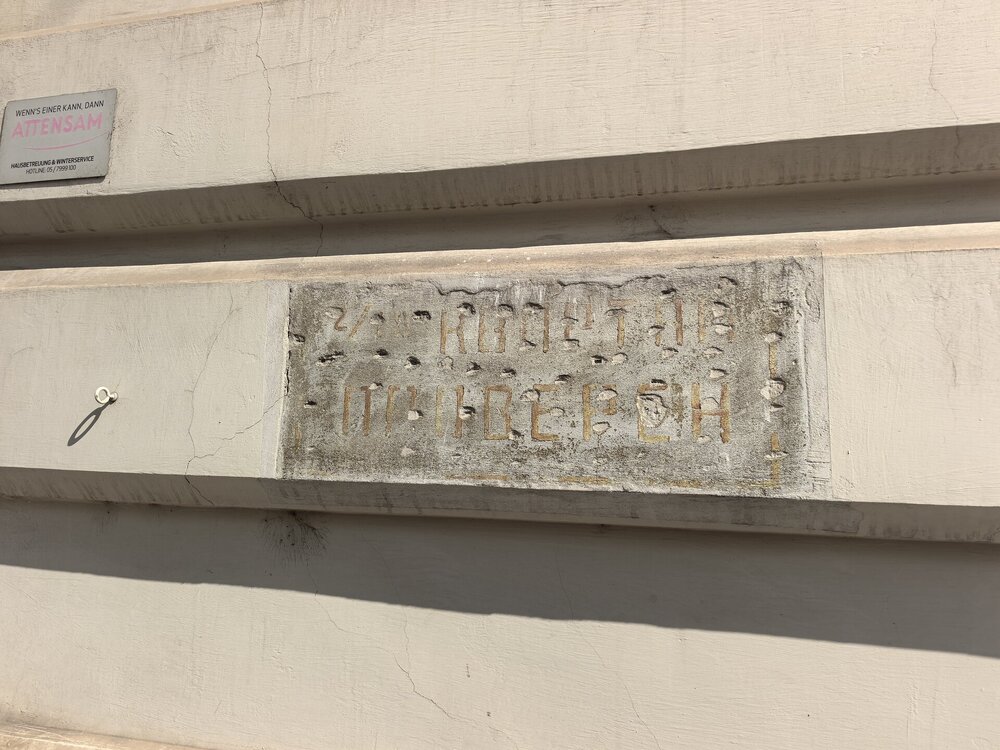 WENN'S EINER KANN, DANN
ATTENSAM
HAUSBETREUUNG & WINTERSERVICE
HOTLINE: 05/7999 100
КВАРТАЛ
ПРОВЕРЕН